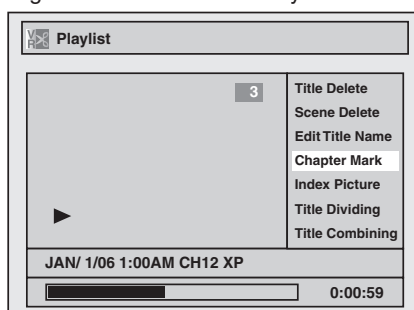 VR Playlist
3
Title Delete
Scene Delete
Edit Title Name
Chapter Mark
Index Picture
Title Dividing
Title Combining
JAN/ 1/06 1:00AM CH12 XP
0:00:59